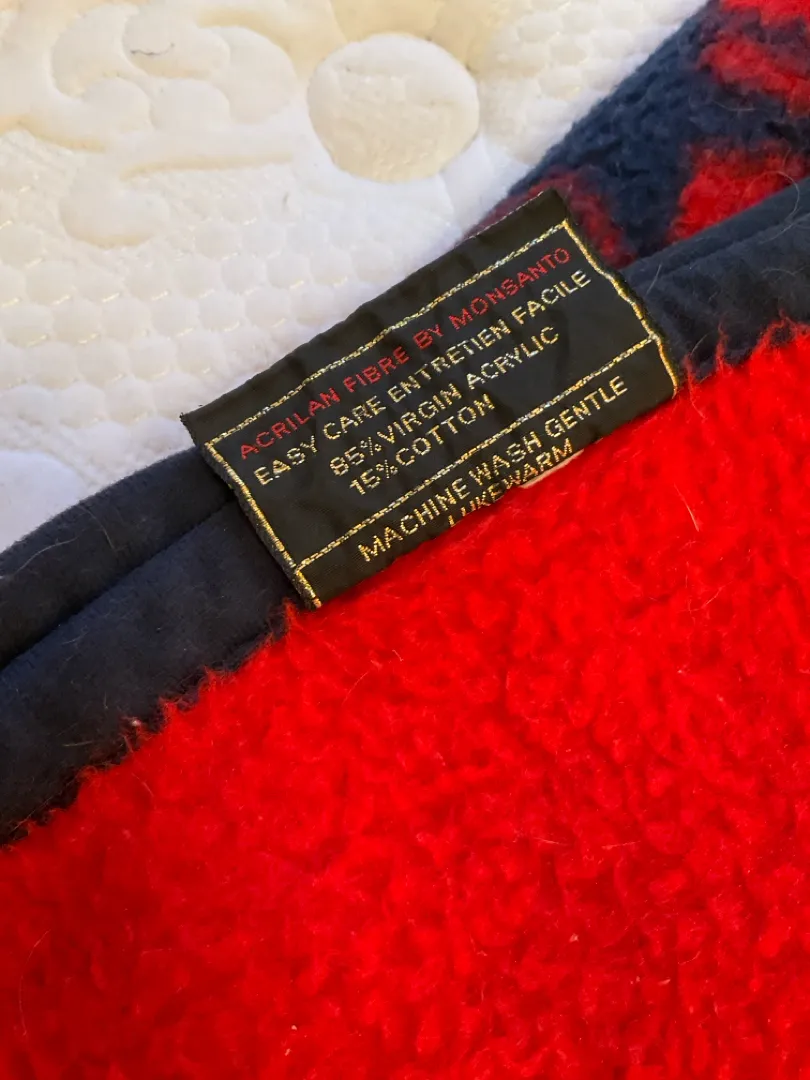 ACRILAN FIBRE BY MONSANTO
EASY CARE ENTRETIEN FACILE
85% VIRGIN ACRYLIC
15% COTTON
MACHINE WASH GENTLE
LUKEWARM